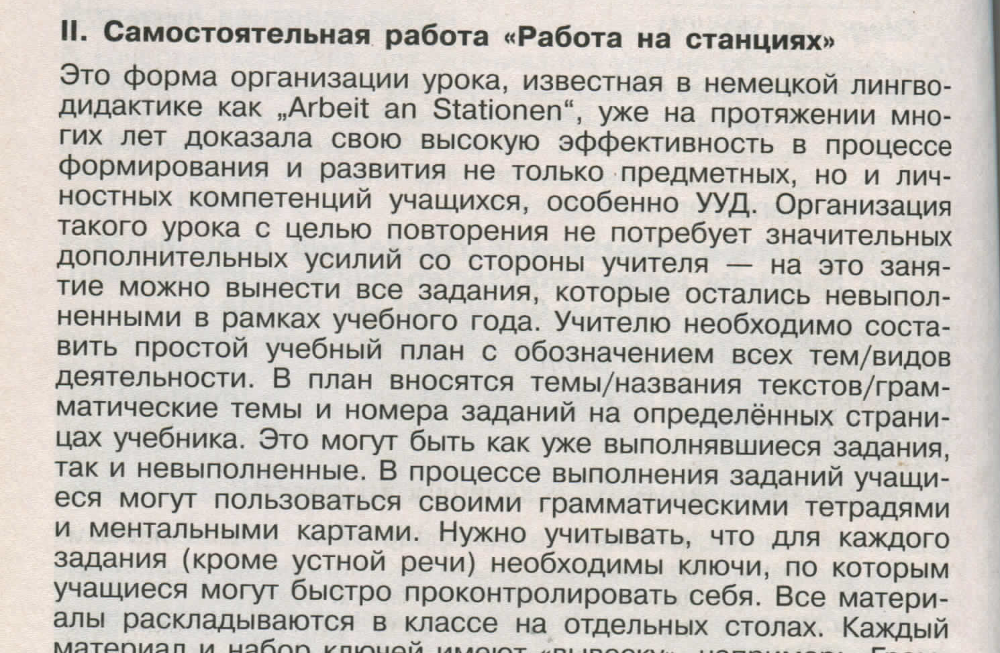 II. Самостоятельная работа «Работа на станциях»
Это форма организации урока, известная в немецкой лингво-
дидактике как „Arbeit an Stationen“, уже на протяжении мно-
гих лет доказала свою высокую эффективность в процессе
формирования и развития не только предметных, но и лич-
ностных компетенций учащихся, особенно УУД. Организация
такого урока с целью повторения не потребует значительных
дополнительных усилий со стороны учителя — на это заня-
тие можно вынести все задания, которые остались невыпол-
ненными в рамках учебного года. Учителю необходимо соста-
вить простой учебный план с обозначением всех тем/видов
деятельности. В план вносятся темы/названия текстов/грам-
матические темы и номера заданий на определённых страни-
цах учебника. Это могут быть как уже выполнявшиеся задания,
так и невыполненные. В процессе выполнения заданий учащи-
еся могут пользоваться своими грамматическими тетрадями
и ментальными картами. Нужно учитывать, что для каждого
задания (кроме устной речи) необходимы ключи, по которым
учащиеся могут быстро проконтролировать себя. Все матери-
алы раскладываются в классе на отдельных столах. Каждый
материал и набор ключей имеют «вывеску», например: